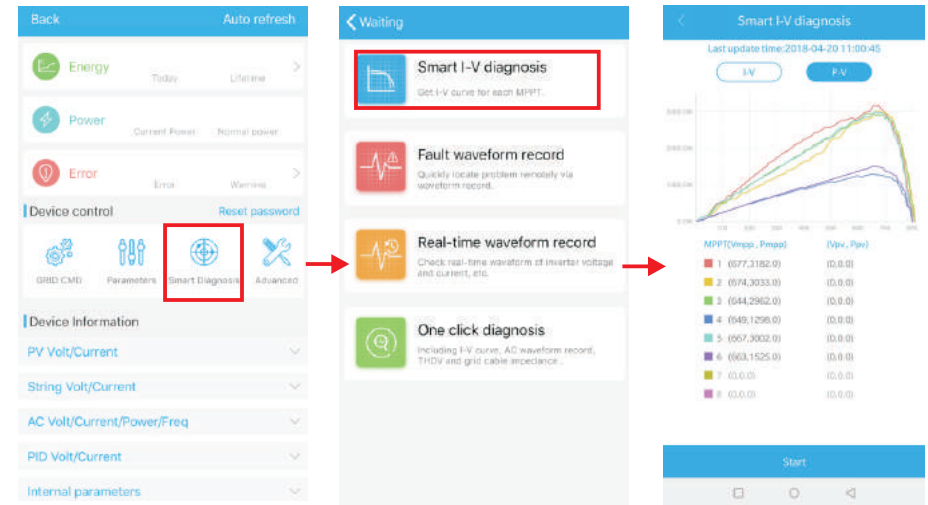 Back
Auto refresh
Energy
Today
Lifetime
Power
Current Power
Normal power
Error
Error
Warning
Device control
Reset password
GRID CMD
Parameters
Smart Diagnosis
Advanced
Device Information
PV Volt/Current
String Volt/Current
AC Volt/Current/Power/Freq
PID Volt/Current
Internal parameters
Waiting
Smart I-V diagnosis
Get I-V curve for each MPPT.
Fault waveform record
Quickly locate problem remotely via
waveform record.
Real-time waveform record
Check real-time waveform of inverter voltage
and current, etc.
One click diagnosis
Including I-V curve, AC waveform record,
THDV and grid cable impedance .
Smart I-V diagnosis
Last update time:2018-04-20 11:00:45
I-V
P-V
MPPT(Vmpp , Pmpp)
(Vpv , Ppv)
1 (677,3182.0)
(0,0.0)
2 (674,3033.0)
(0,0.0)
3 (644,2962.0)
(0,0.0)
4 (649,1298.0)
(0,0.0)
5 (667,3002.0)
(0,0.0)
6 (663,1525.0)
(0,0.0)
7 (0,0.0)
(0,0.0)
8 (0,0.0)
(0,0.0)
Start